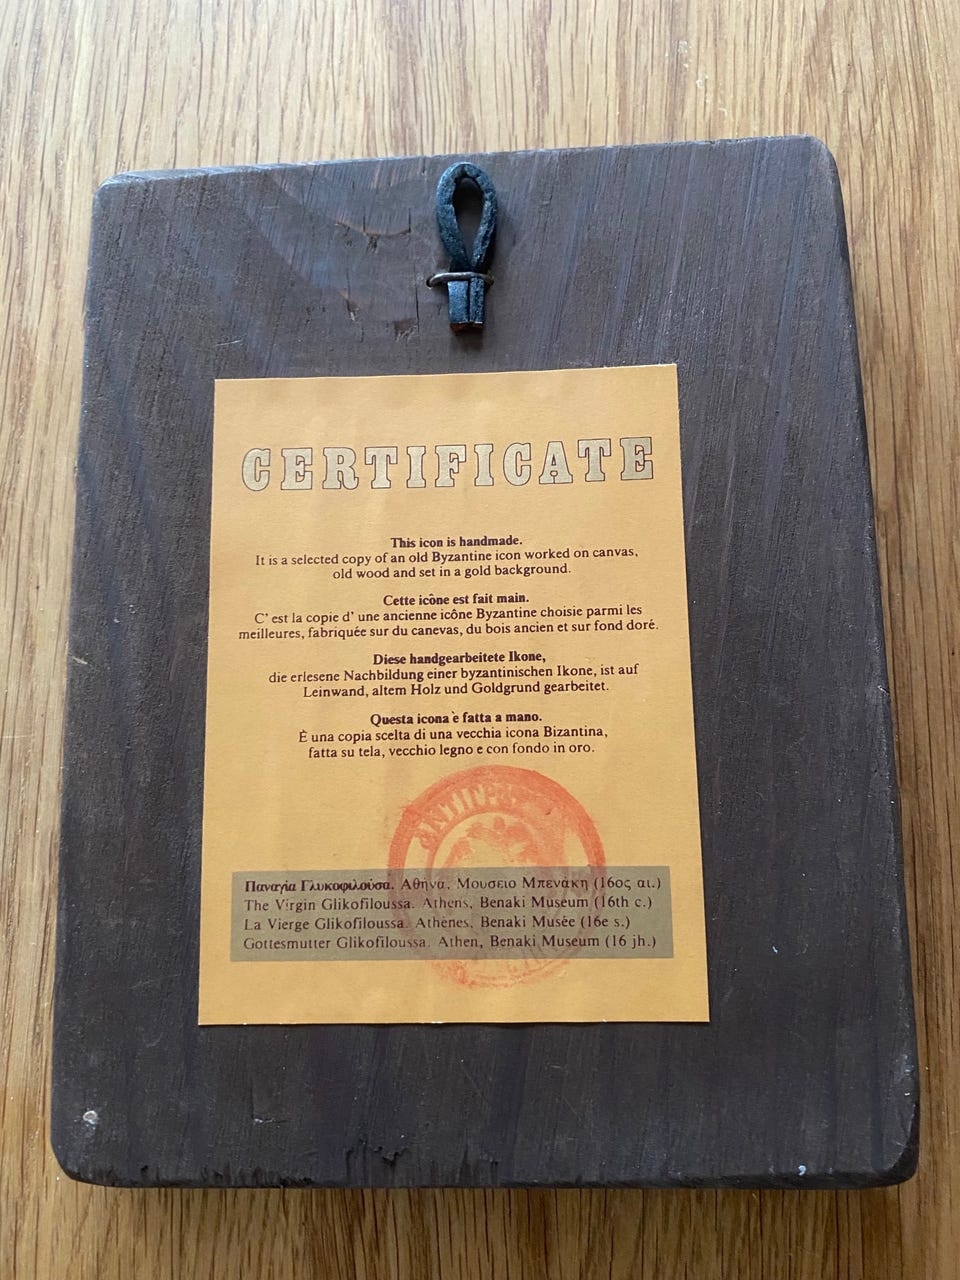 CERTIFICATE
This icon is handmade.
It is a selected copy of an old Byzantine icon worked on canvas,
old wood and set in a gold background.
Cette icône est fait main.
C' est la copie d' une ancienne icône Byzantine choisie parmi les
meilleures, fabriquée sur du canevas, du bois ancien et sur fond doré.
Diese handgearbeitete Ikone,
die erlesene Nachbildung einer byzantinischen Ikone, ist auf
Leinwand, altem Holz und Goldgrund gearbeitet.
Questa icona è fatta a mano.
È una copia scelta di una vecchia icona Bizantina,
fatta su tela, vecchio legno e con fondo in oro.
Παναγία Γλυκοφιλούσα. Αθήνα, Μουσείο Μπενάκη (16ος αι.)
The Virgin Glikofiloussa. Athens, Benaki Museum (16th c.)
La Vierge Glikofiloussa. Athènes, Benaki Musée (16e s.)
Gottesmutter Glikofiloussa. Athen, Benaki Museum (16 jh.)